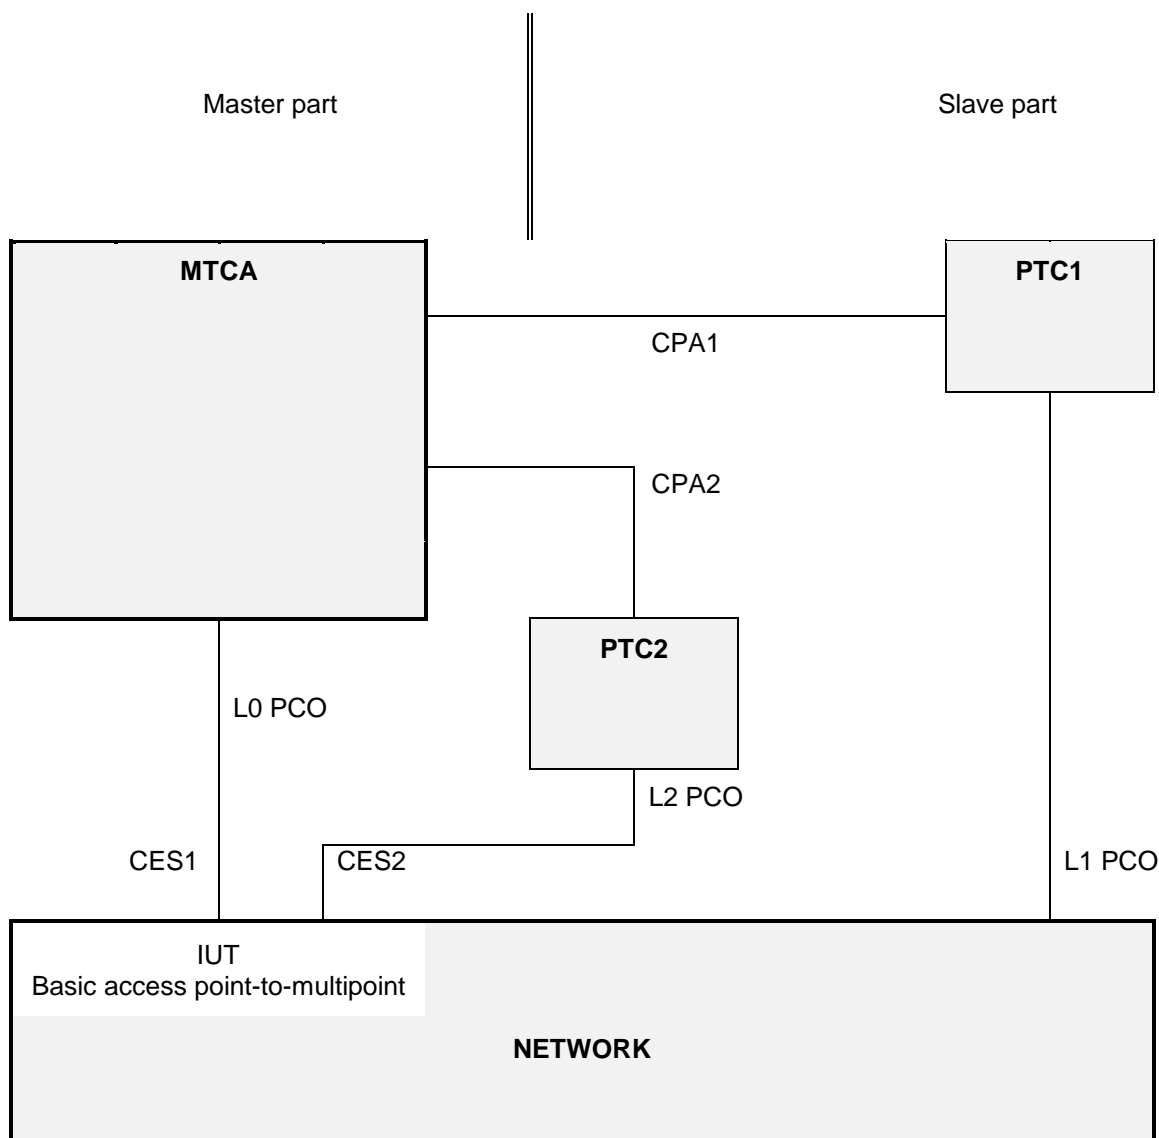 Master part
Slave part
MTCA
PTC1
CPA1
CPA2
PTC2
L0 PCO
L2 PCO
CES1
CES2
L1 PCO
IUT
Basic access point-to-multipoint
NETWORK